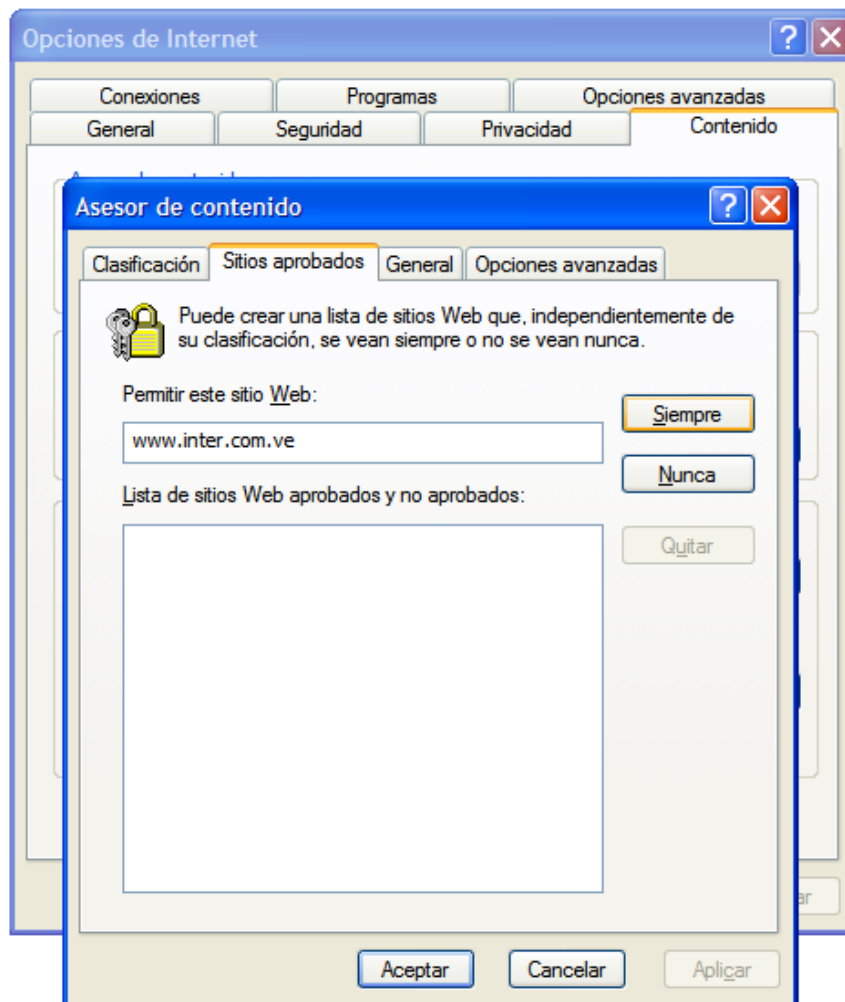 Opciones de Internet
Conexiones Programas Opciones avanzadas
General Seguridad Privacidad Contenido
Asesor de contenido
Clasificación Sitios aprobados General Opciones avanzadas
Puede crear una lista de sitios Web que, independientemente de
su clasificación, se vean siempre o no se vean nunca.
Permitir este sitio Web:
Siempre
www.inter.com.ve
Nunca
Lista de sitios Web aprobados y no aprobados:
Quitar
Aceptar Cancelar Aplicar